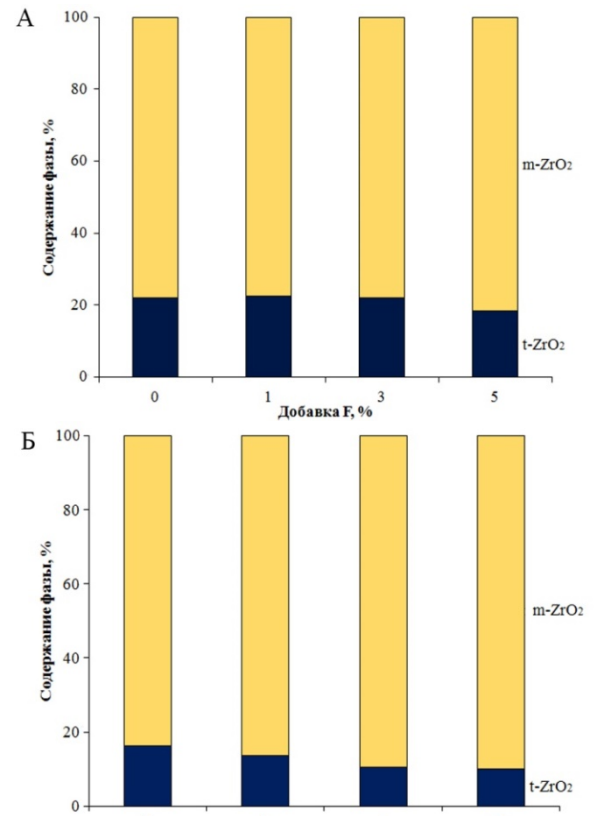 А
100
80
60
40
20
0
Содержание фазы, %
m-ZrO2
t-ZrO2
0 1 3 5
Добавка F, %
Б
100
80
60
40
20
0
Содержание фазы, %
m-ZrO2
t-ZrO2